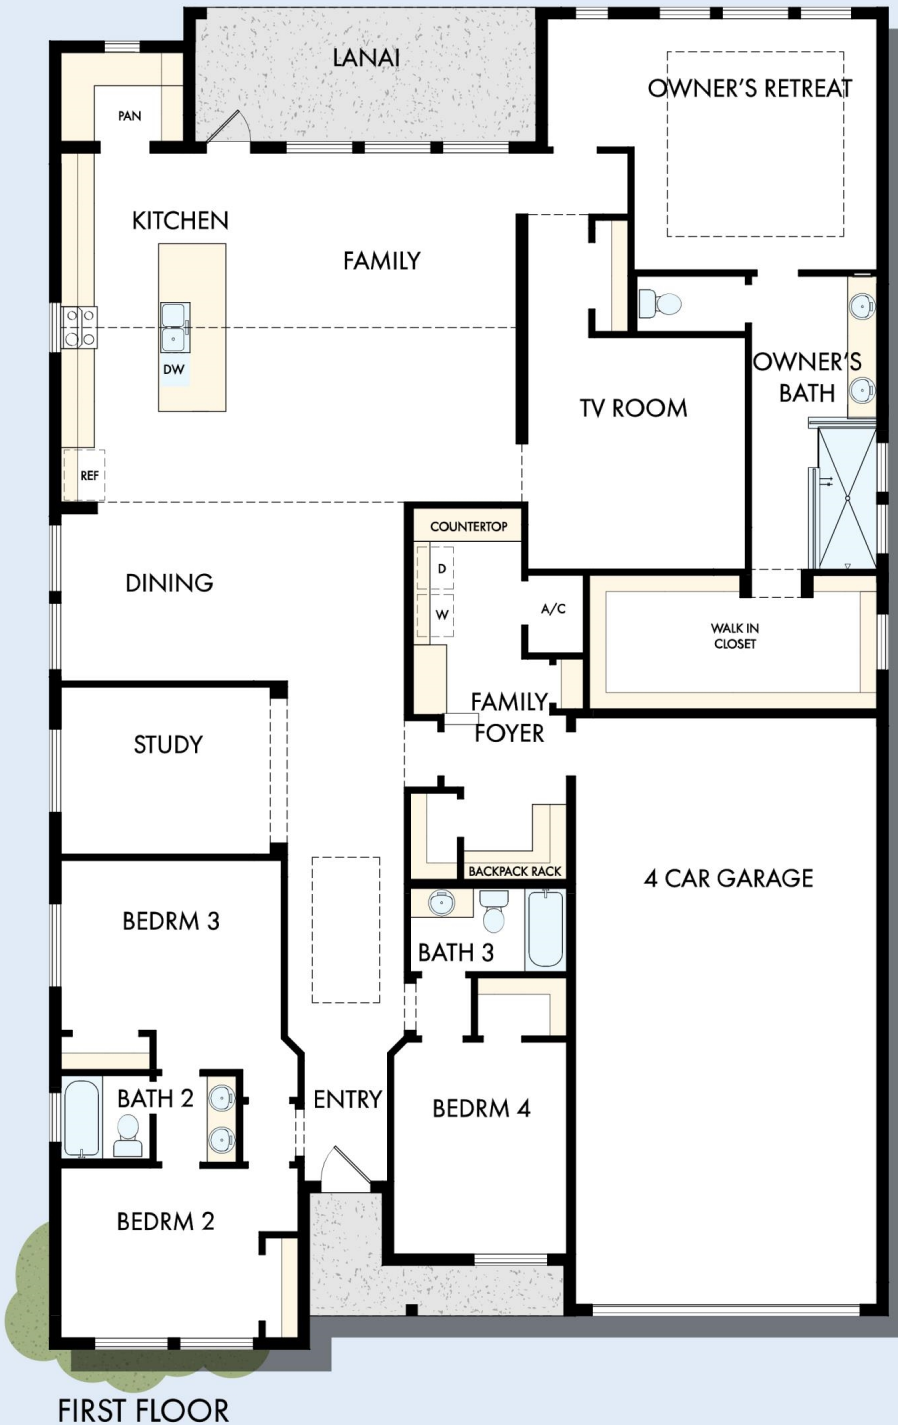 LANAI
OWNER'S RETREAT
PAN
KITCHEN
FAMILY
OWNER'S
BATH
DW
TV ROOM
REF
COUNTERTOP
D
DINING
W
A/C
WALK IN
CLOSET
FAMILY
FOYER
STUDY
BACKPACK RACK
4 CAR GARAGE
BEDRM 3
BATH 3
BATH 2
ENTRY
BEDRM 4
BEDRM 2
FIRST FLOOR